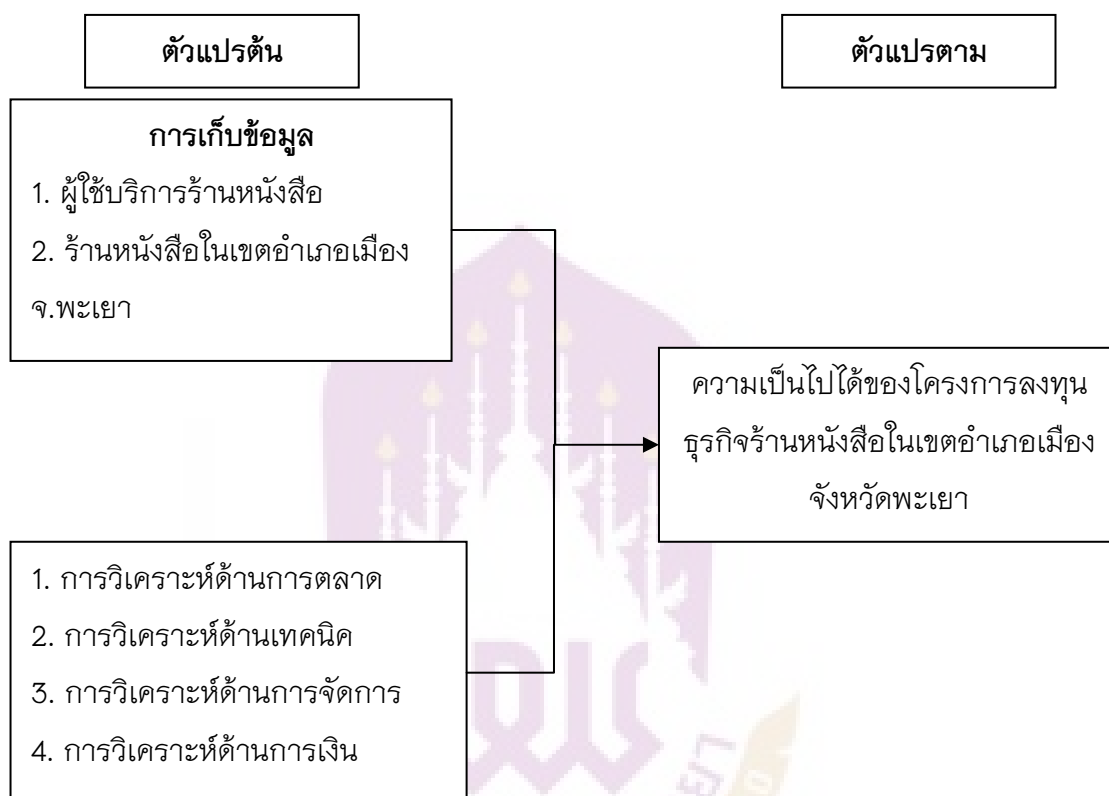 ตัวแปรต้น
ตัวแปรตาม
การเก็บข้อมูล
1. ผู้ใช้บริการร้านหนังสือ
2. ร้านหนังสือในเขตอำเภอเมือง
จ.พะเยา
ความเป็นไปได้ของโครงการลงทุน
ธุรกิจร้านหนังสือในเขตอำเภอเมือง
จังหวัดพะเยา
1. การวิเคราะห์ด้านการตลาด
2. การวิเคราะห์ด้านเทคนิค
3. การวิเคราะห์ด้านการจัดการ
4. การวิเคราะห์ด้านการเงิน